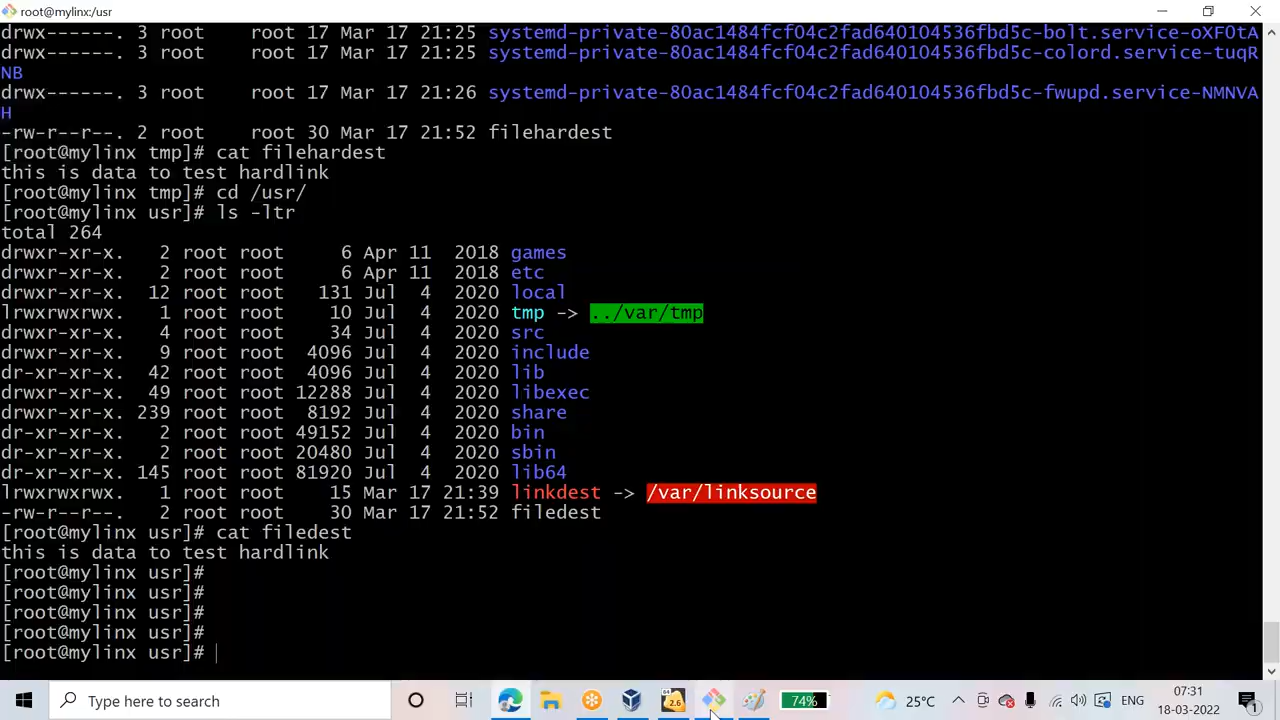 root@mylinx:/usr
drwx------. 3 root    root 17 Mar 17 21:25 systemd-private-80ac1484fcf04c2fad640104536fbd5c-bolt.service-oXF0tA
drwx------. 3 root    root 17 Mar 17 21:25 systemd-private-80ac1484fcf04c2fad640104536fbd5c-colord.service-tuqR
NB
drwx------. 3 root    root 17 Mar 17 21:26 systemd-private-80ac1484fcf04c2fad640104536fbd5c-fwupd.service-NMNVA
H
-rw-r--r--. 2 root    root 30 Mar 17 21:52 filehardest
[root@mylinx tmp]# cat filehardest
this is data to test hardlink
[root@mylinx tmp]# cd /usr/
[root@mylinx usr]# ls -ltr
total 264
drwxr-xr-x.   2 root root     6 Apr 11  2018 games
drwxr-xr-x.   2 root root     6 Apr 11  2018 etc
drwxr-xr-x.  12 root root   131 Jul  4  2020 local
lrwxrwxrwx.   1 root root    10 Jul  4  2020 tmp -> ../var/tmp
drwxr-xr-x.   4 root root    34 Jul  4  2020 src
drwxr-xr-x.   9 root root  4096 Jul  4  2020 include
dr-xr-xr-x.  42 root root  4096 Jul  4  2020 lib
drwxr-xr-x.  49 root root 12288 Jul  4  2020 libexec
drwxr-xr-x. 239 root root  8192 Jul  4  2020 share
dr-xr-xr-x.   2 root root 49152 Jul  4  2020 bin
dr-xr-xr-x.   2 root root 20480 Jul  4  2020 sbin
dr-xr-xr-x. 145 root root 81920 Jul  4  2020 lib64
lrwxrwxrwx.   1 root root    15 Mar 17 21:39 linkdest -> /var/linksource
-rw-r--r--.   2 root root    30 Mar 17 21:52 filedest
[root@mylinx usr]# cat filedest
this is data to test hardlink
[root@mylinx usr]#
[root@mylinx usr]#
[root@mylinx usr]#
[root@mylinx usr]#
[root@mylinx usr]#
Type here to search
64
2.6
74%
25°C
ENG
07:31
18-03-2022
1